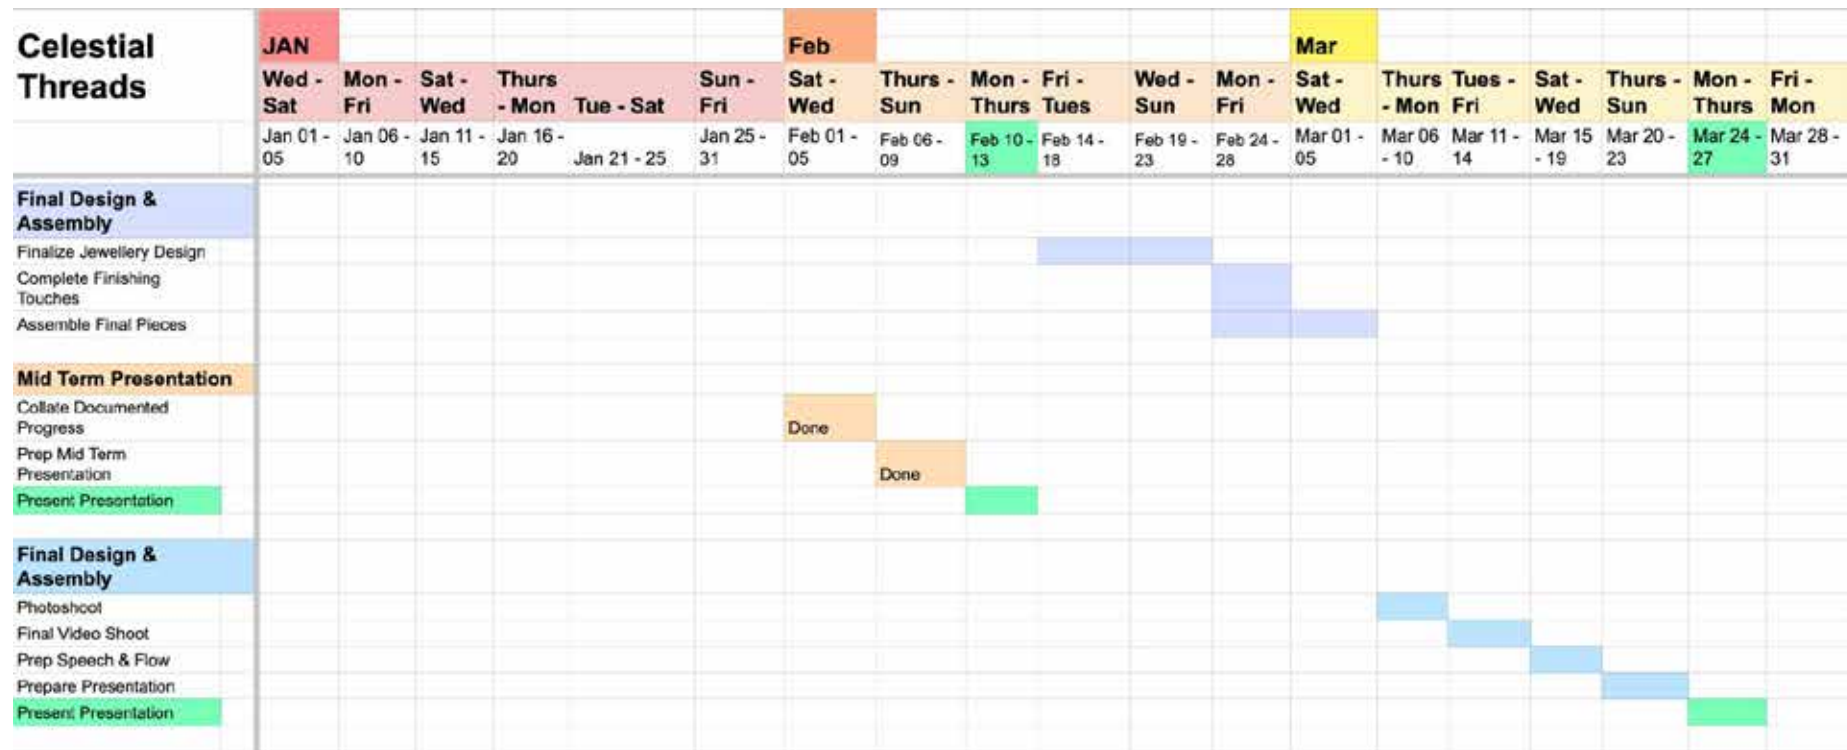 Celestial
Threads
JAN Feb Mar
Wed - Sat Mon - Fri Sat - Wed Thurs - Mon Tue - Sat Sun - Fri Sat - Wed Thurs - Sun Mon - Thurs Fri - Tues Wed - Sun Mon - Fri Sat - Wed Thurs - Mon Tues - Fri Sat - Wed Thurs - Sun Mon - Thurs Fri - Mon
Jan 01 - 05 Jan 06 - 10 Jan 11 - 15 Jan 16 - 20 Jan 21 - 25 Jan 25 - 31 Feb 01 - 05 Feb 06 - 09 Feb 10 - 13 Feb 14 - 18 Feb 19 - 23 Feb 24 - 28 Mar 01 - 05 Mar 06 - 10 Mar 11 - 14 Mar 15 - 19 Mar 20 - 23 Mar 24 - 27 Mar 28 - 31
Final Design &
Assembly
Finalize Jewellery Design
Complete Finishing
Touches
Assemble Final Pieces
Mid Term Presentation
Collate Documented
Progress Done
Prep Mid Term
Presentation Done
Present Presentation
Final Design &
Assembly
Photoshoot
Final Video Shoot
Prep Speech & Flow
Prepare Presentation
Present Presentation